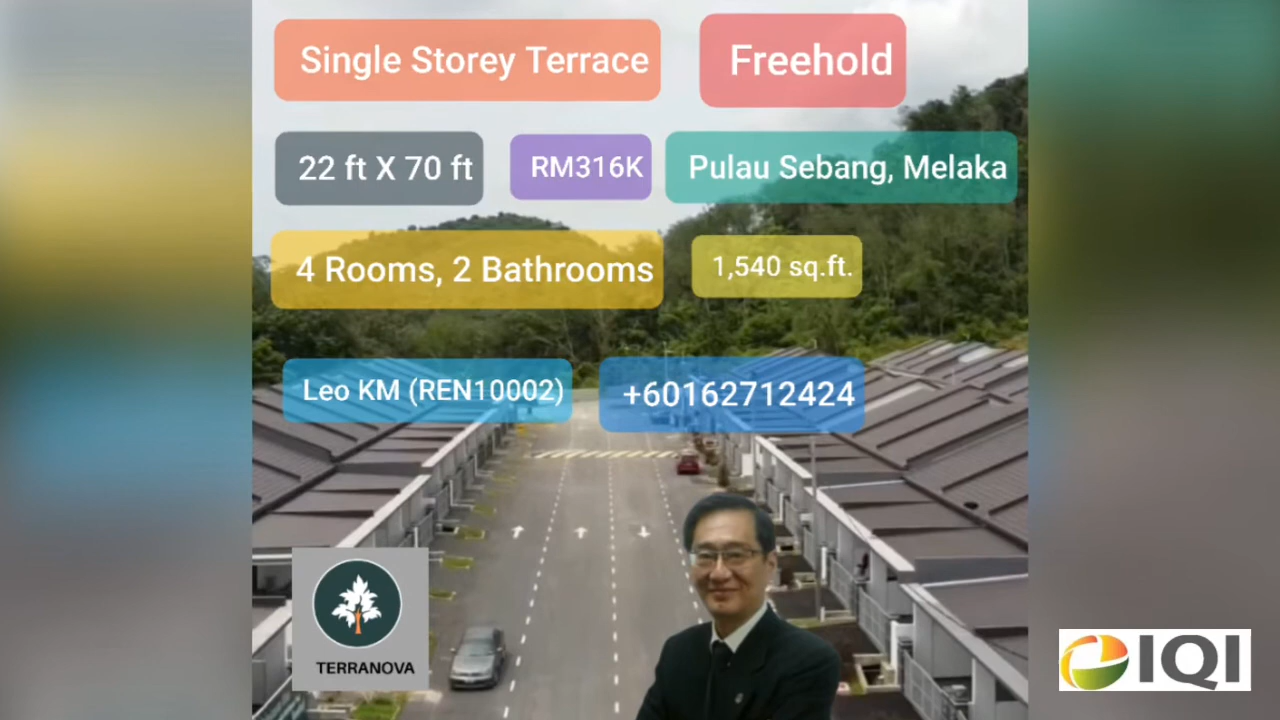 Single Storey Terrace
Freehold
22 ft X 70 ft
RM316K
Pulau Sebang, Melaka
4 Rooms, 2 Bathrooms
1,540 sq.ft.
Leo KM (REN10002)
+60162712424
TERRANOVA
IQI